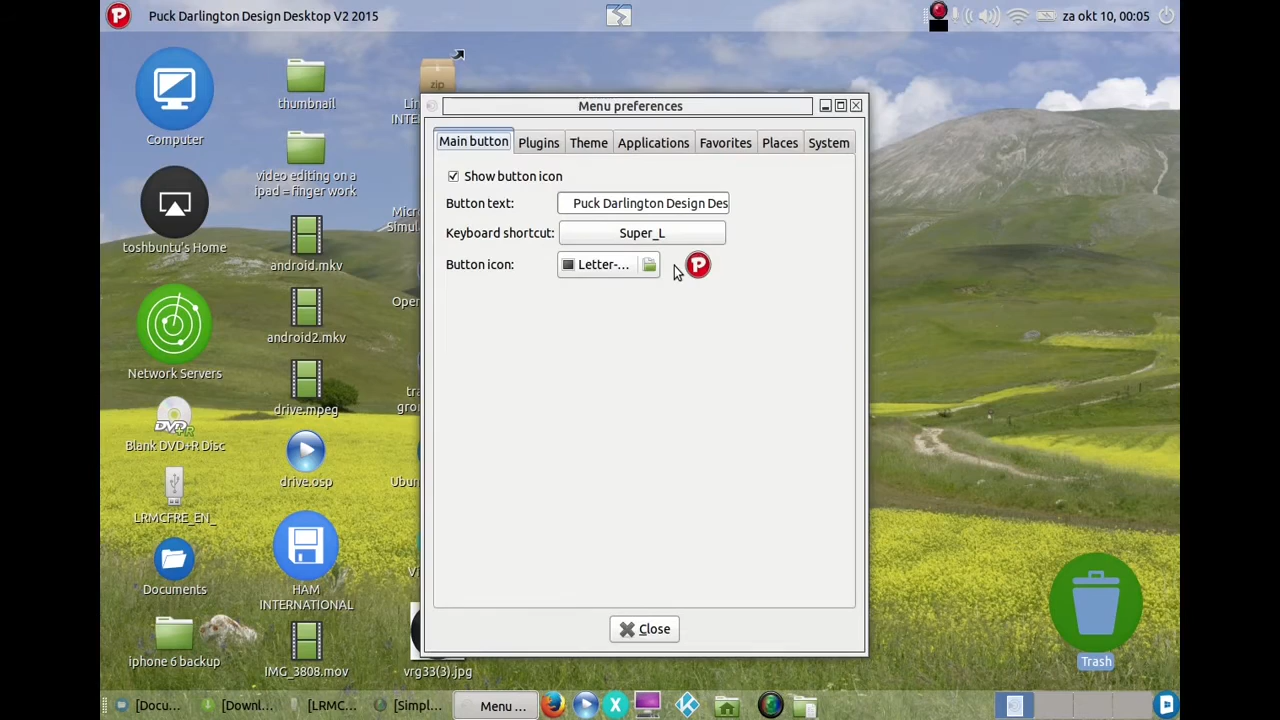 P
Puck Darlington Design Desktop V2 2015
za okt 10, 00:05
Computer
toshbuntu's Home
Network Servers
Blank DVD+R Disc
LRMCFRE_EN_
Documents
iphone 6 backup
thumbnail
video editing on a
ipad = finger work
android.mkv
android2.mkv
drive.mpeg
drive.osp
HAM
INTERNATIONAL
IMG_3808.mov
zip
vrg33(3).jpg
Menu preferences
Main button
Plugins
Theme
Applications
Favorites
Places
System
Show button icon
Button text:
Puck Darlington Design Des
Keyboard shortcut:
Super_L
Button icon:
Letter-...
P
Close
Trash
[Docu...
[Downl...
[LRMC...
[Simpl...
Menu ...
X